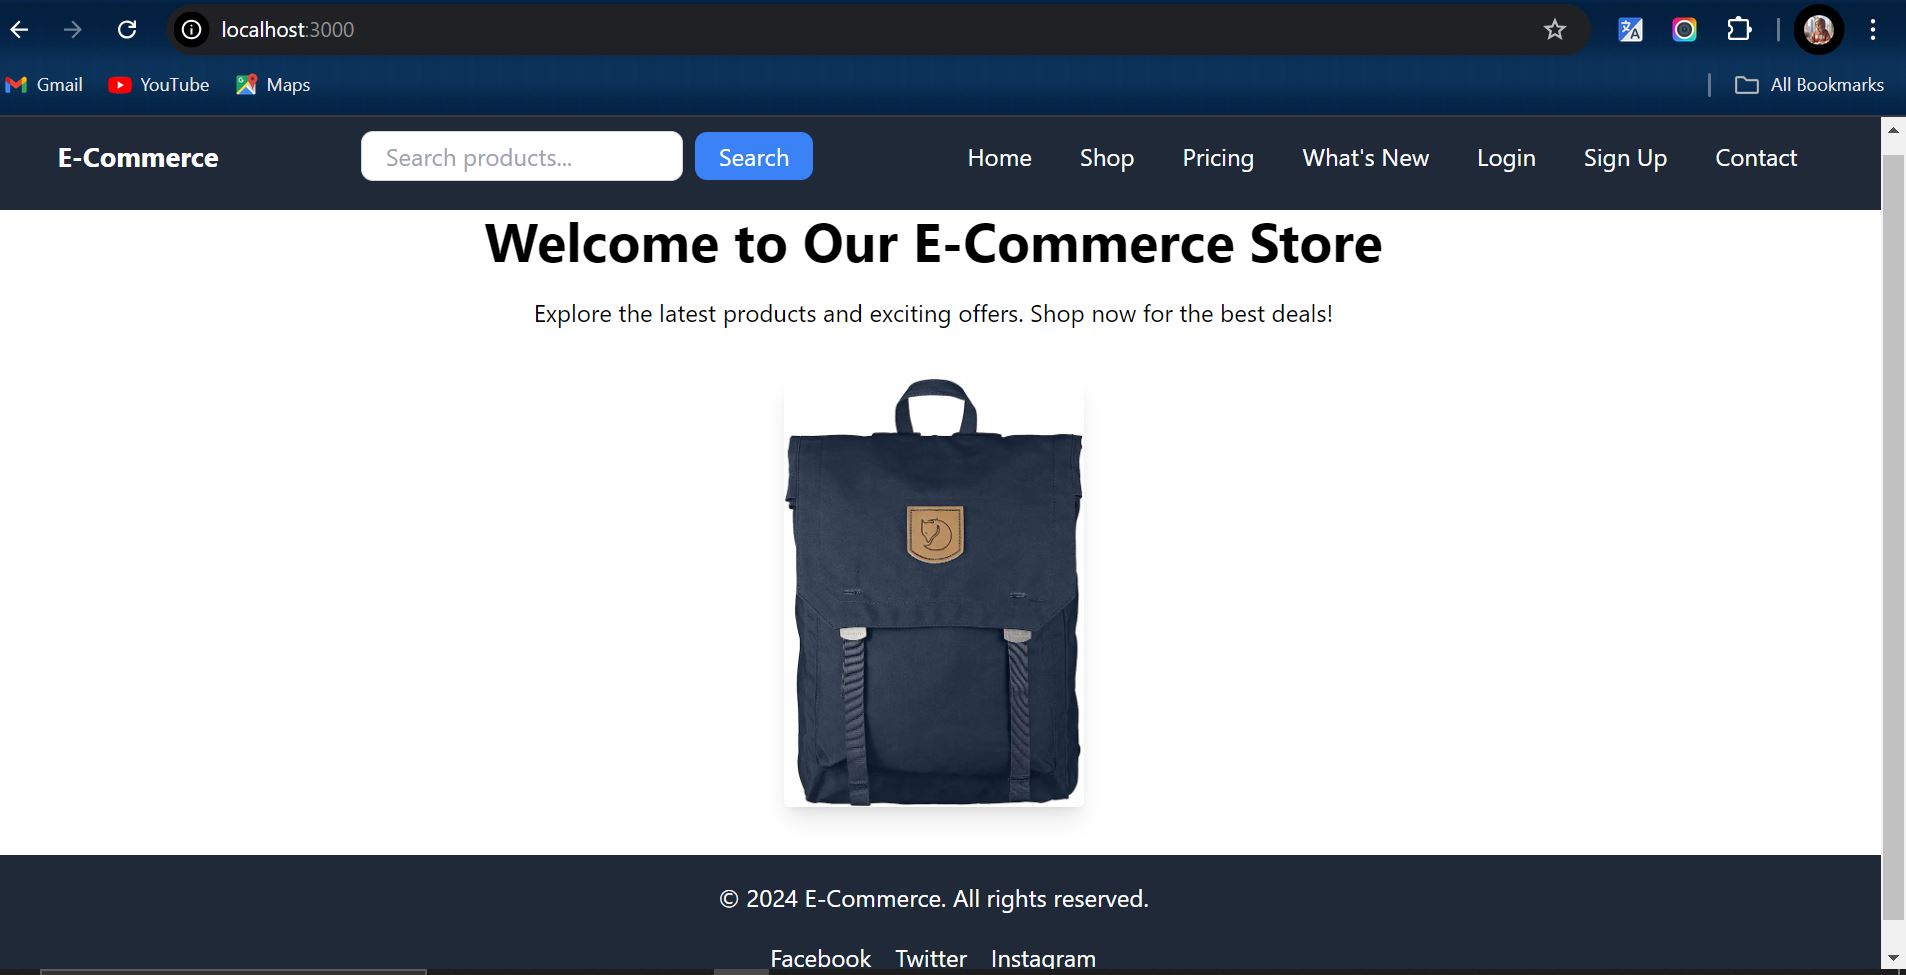 localhost:3000
Gmail YouTube Maps All Bookmarks
E-Commerce Search products... Search Home Shop Pricing What's New Login Sign Up Contact
Welcome to Our E-Commerce Store
Explore the latest products and exciting offers. Shop now for the best deals!
© 2024 E-Commerce. All rights reserved.
Facebook Twitter Instagram